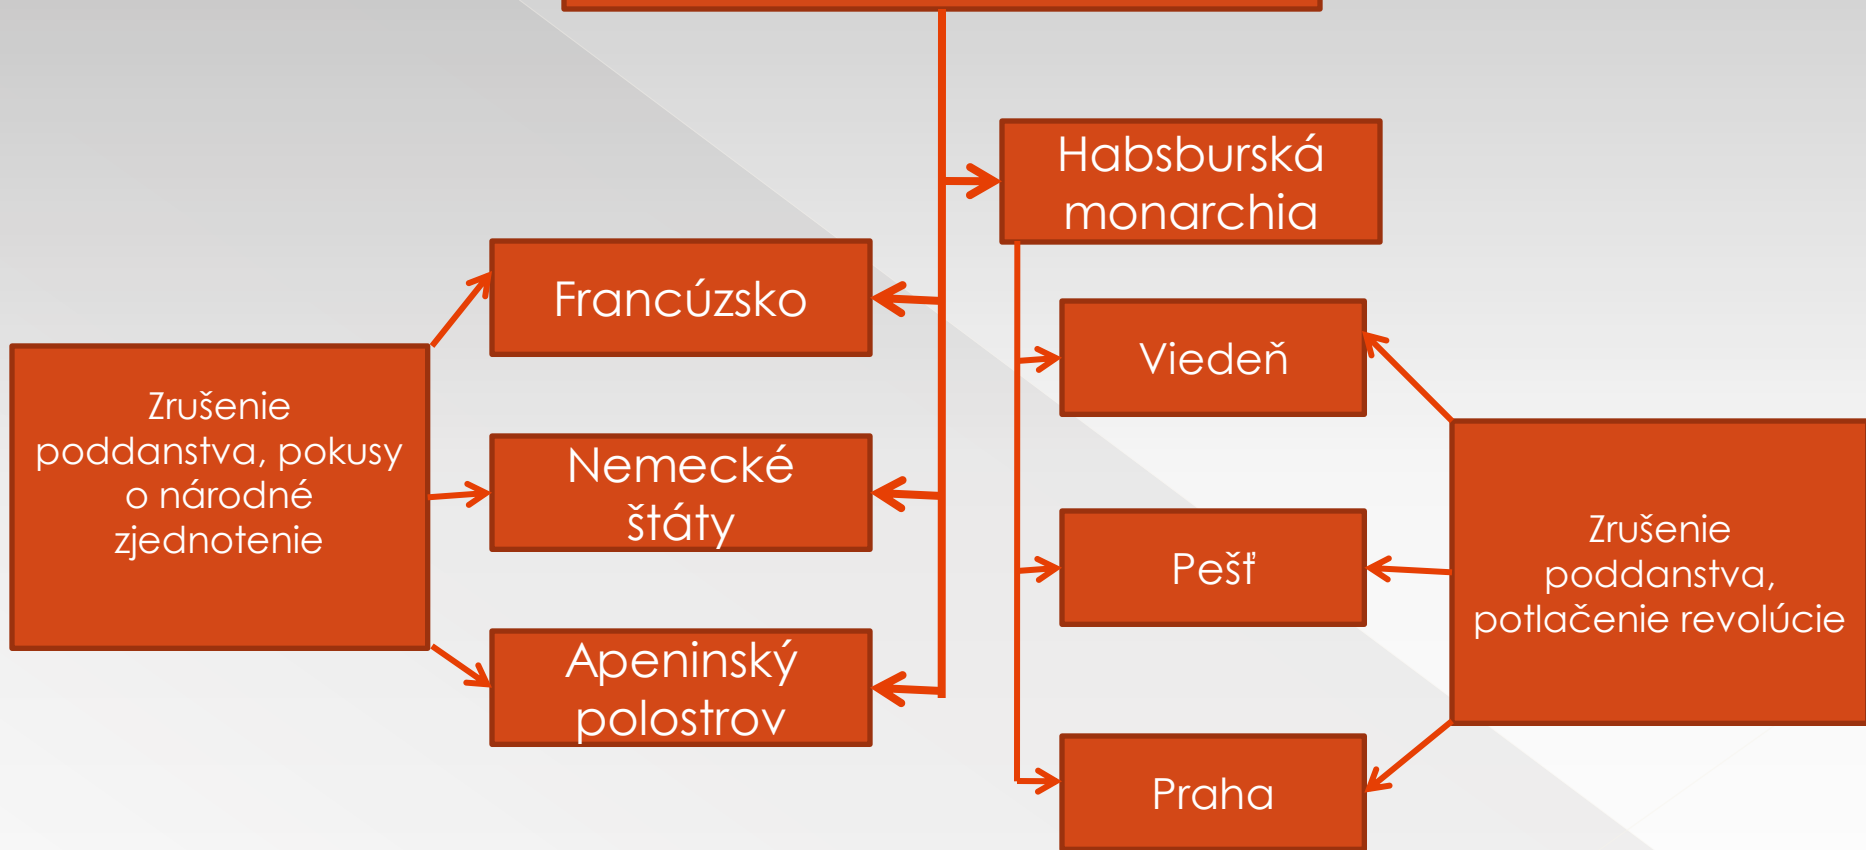 Habsburská
monarchia
Francúzsko
Viedeň
Zrušenie
poddanstva, pokusy
o národné
zjednotenie
Nemecké
štáty
Pešť
Zrušenie
poddanstva,
potlačenie revolúcie
Apeninský
polostrov
Praha